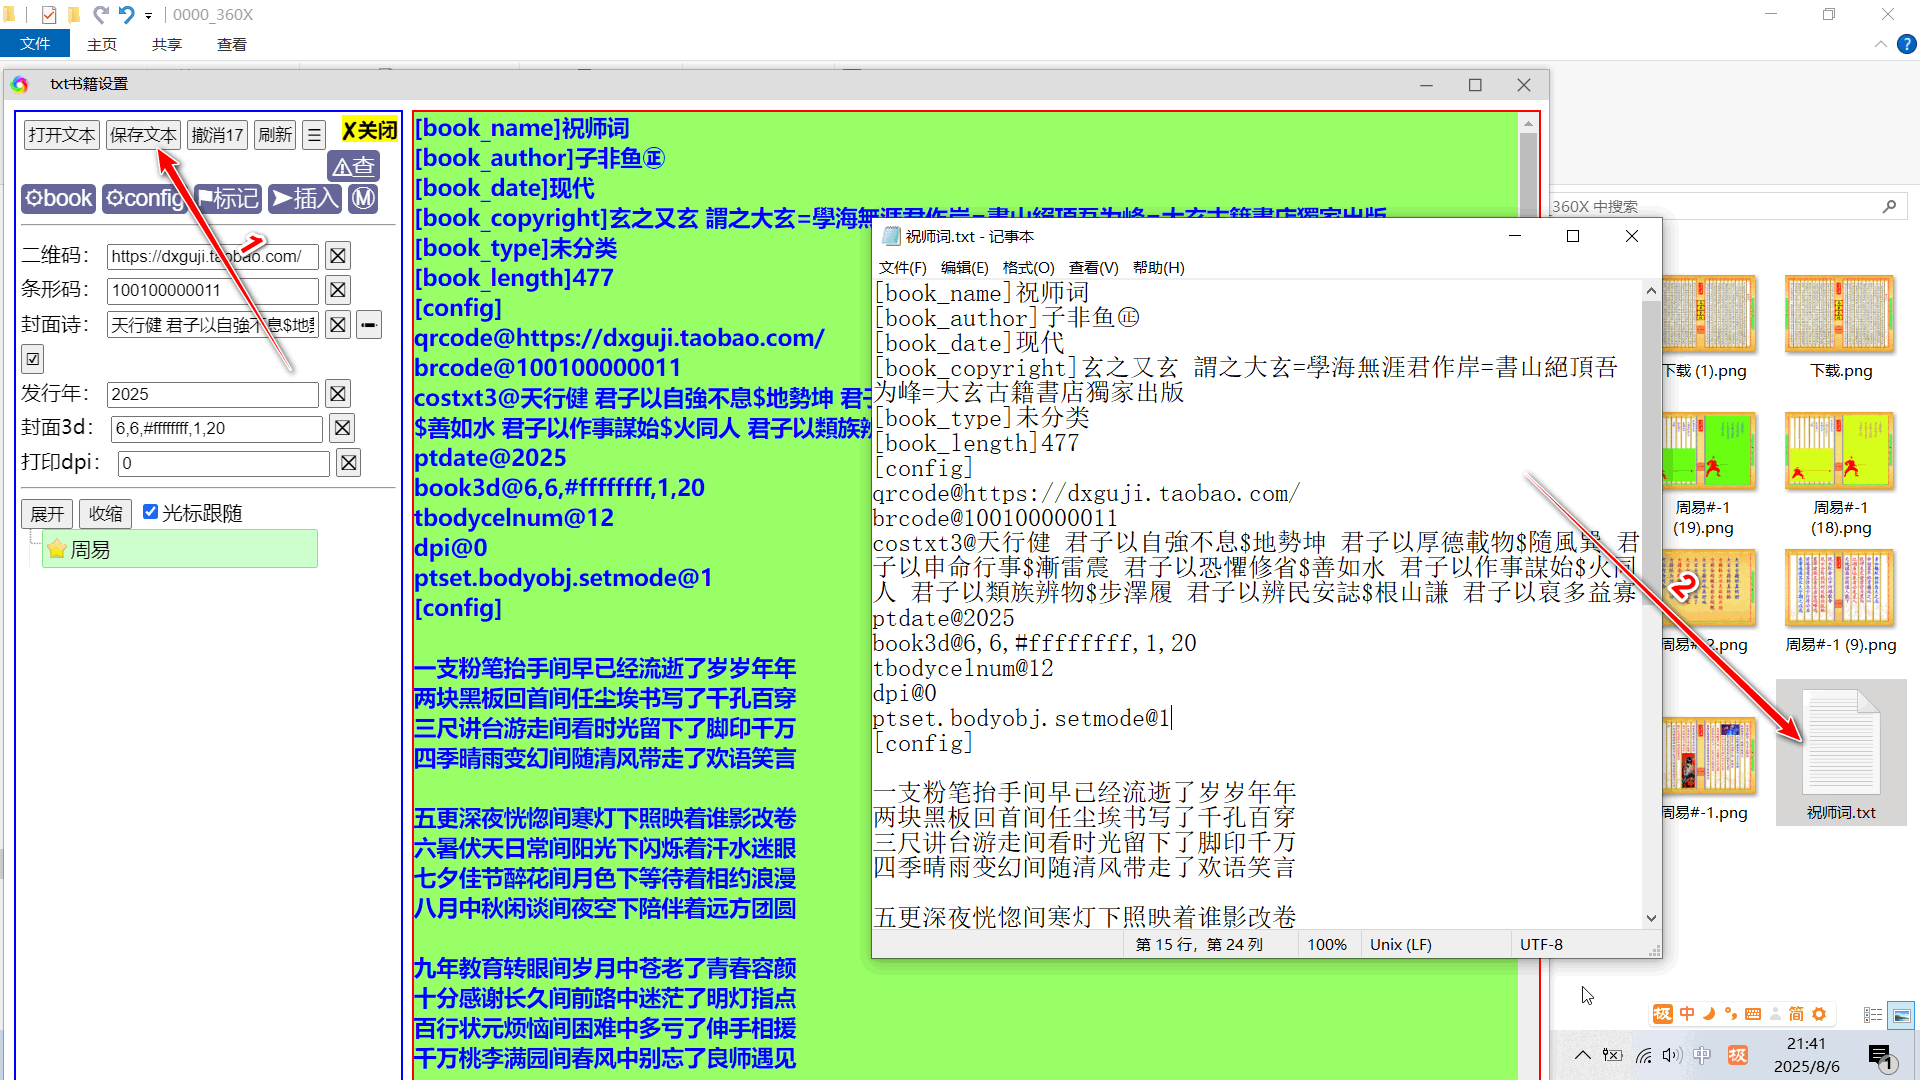 0000_360X
文件 主页 共享 查看
txt书籍设置
打开文本 保存文本 撤消17 刷新 ☰ ✗关闭
⚠查
⚙book ⚙config 标记 ➤插入 Ⓜ
二维码： https://dxguji.taobao.com/
条形码： 100100000011
封面诗： 天行健 君子以自強不息$地勢
发行年： 2025
封面3d： 6,6,#ffffffff,1,20
打印dpi： 0
展开 收缩 光标跟随
周易
1
[book_name]祝师词
[book_author]子非鱼㊣
[book_date]现代
[book_copyright]玄之又玄 謂之大玄=學海無涯君作岸=書山絕頂吾为峰=大玄古籍書店獨家出版
[book_type]未分类
[book_length]477
[config]
qrcode@https://dxguji.taobao.com/
brcode@100100000011
costxt3@天行健 君子以自強不息$地勢坤 君子
$善如水 君子以作事謀始$火同人 君子以類族辨
ptdate@2025
book3d@6,6,#ffffffff,1,20
tbodycelnum@12
dpi@0
ptset.bodyobj.setmode@1
[config]
一支粉笔抬手间早已经流逝了岁岁年年
两块黑板回首间任尘埃书写了千孔百穿
三尺讲台游走间看时光留下了脚印千万
四季晴雨变幻间随清风带走了欢语笑言
五更深夜恍惚间寒灯下照映着谁影改卷
六暑伏天日常间阳光下闪烁着汗水迷眼
七夕佳节醉花间月色下等待着相约浪漫
八月中秋闲谈间夜空下陪伴着远方团圆
九年教育转眼间岁月中苍老了青春容颜
十分感谢长久间前路中迷茫了明灯指点
百行状元烦恼间困难中多亏了伸手相援
千万桃李满园间春风中别忘了良师遇见
祝师词.txt - 记事本
文件(F) 编辑(E) 格式(O) 查看(V) 帮助(H)
[book_name]祝师词
[book_author]子非鱼㊣
[book_date]现代
[book_copyright]玄之又玄 謂之大玄=學海無涯君作岸=書山絕頂吾
为峰=大玄古籍書店獨家出版
[book_type]未分类
[book_length]477
[config]
qrcode@https://dxguji.taobao.com/
brcode@100100000011
costxt3@天行健 君子以自強不息$地勢坤 君子以厚德載物$隨風巽 君
子以申命行事$漸雷震 君子以恐懼修省$善如水 君子以作事謀始$火同
人 君子以類族辨物$步澤履 君子以辨民安誌$根山謙 君子以裒多益寡
ptdate@2025
book3d@6,6,#ffffffff,1,20
tbodycelnum@12
dpi@0
ptset.bodyobj.setmode@1
[config]
一支粉笔抬手间早已经流逝了岁岁年年
两块黑板回首间任尘埃书写了千孔百穿
三尺讲台游走间看时光留下了脚印千万
四季晴雨变幻间随清风带走了欢语笑言
五更深夜恍惚间寒灯下照映着谁影改卷
第 15 行，第 24 列 100% Unix (LF) UTF-8
2
360X 中搜索
下载 (1).png 下载.png
周易#-1 (19).png 周易#-1 (18).png
周易#-2.png 周易#-1 (9).png
周易#-1.png 祝师词.txt
极 中 简
中 极 21:41
2025/8/6
1